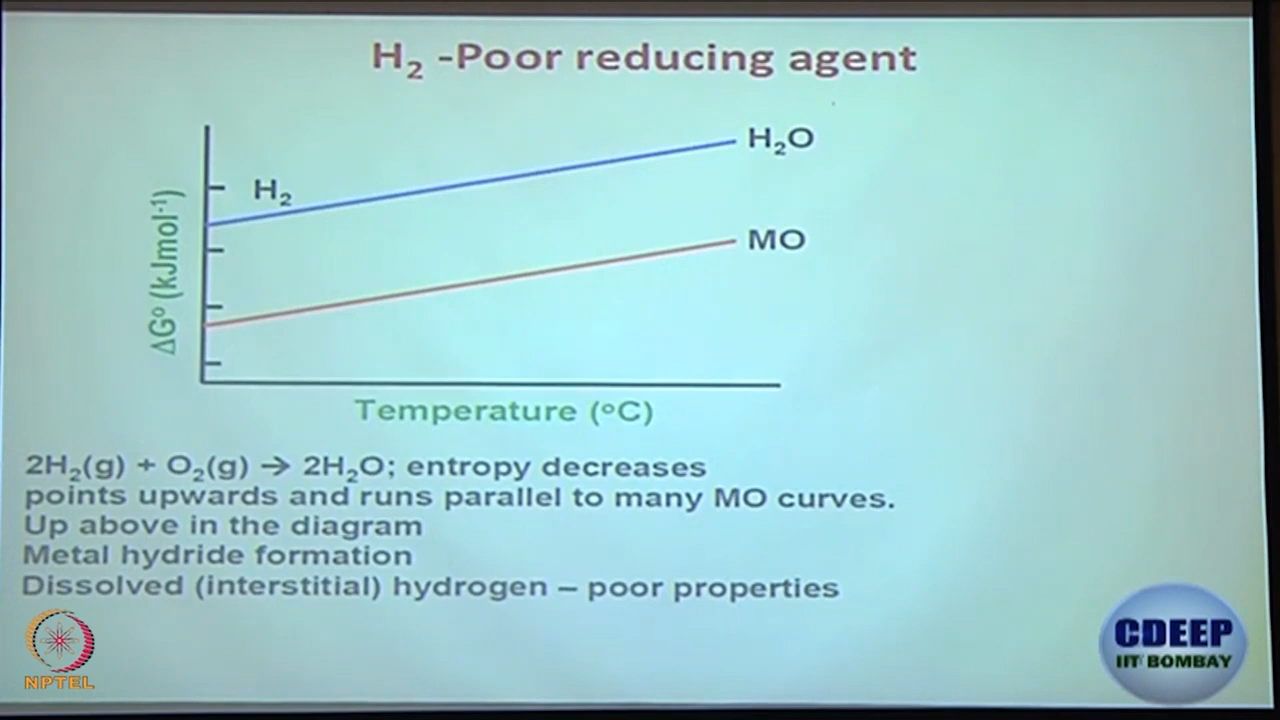 H₂ -Poor reducing agent
H₂O
H₂
MO
ΔGº (kJmol⁻¹)
Temperature (ºC)
2H₂(g) + O₂(g) → 2H₂O; entropy decreases
points upwards and runs parallel to many MO curves.
Up above in the diagram
Metal hydride formation
Dissolved (interstitial) hydrogen – poor properties
NPTEL
CDEEP
IIT BOMBAY